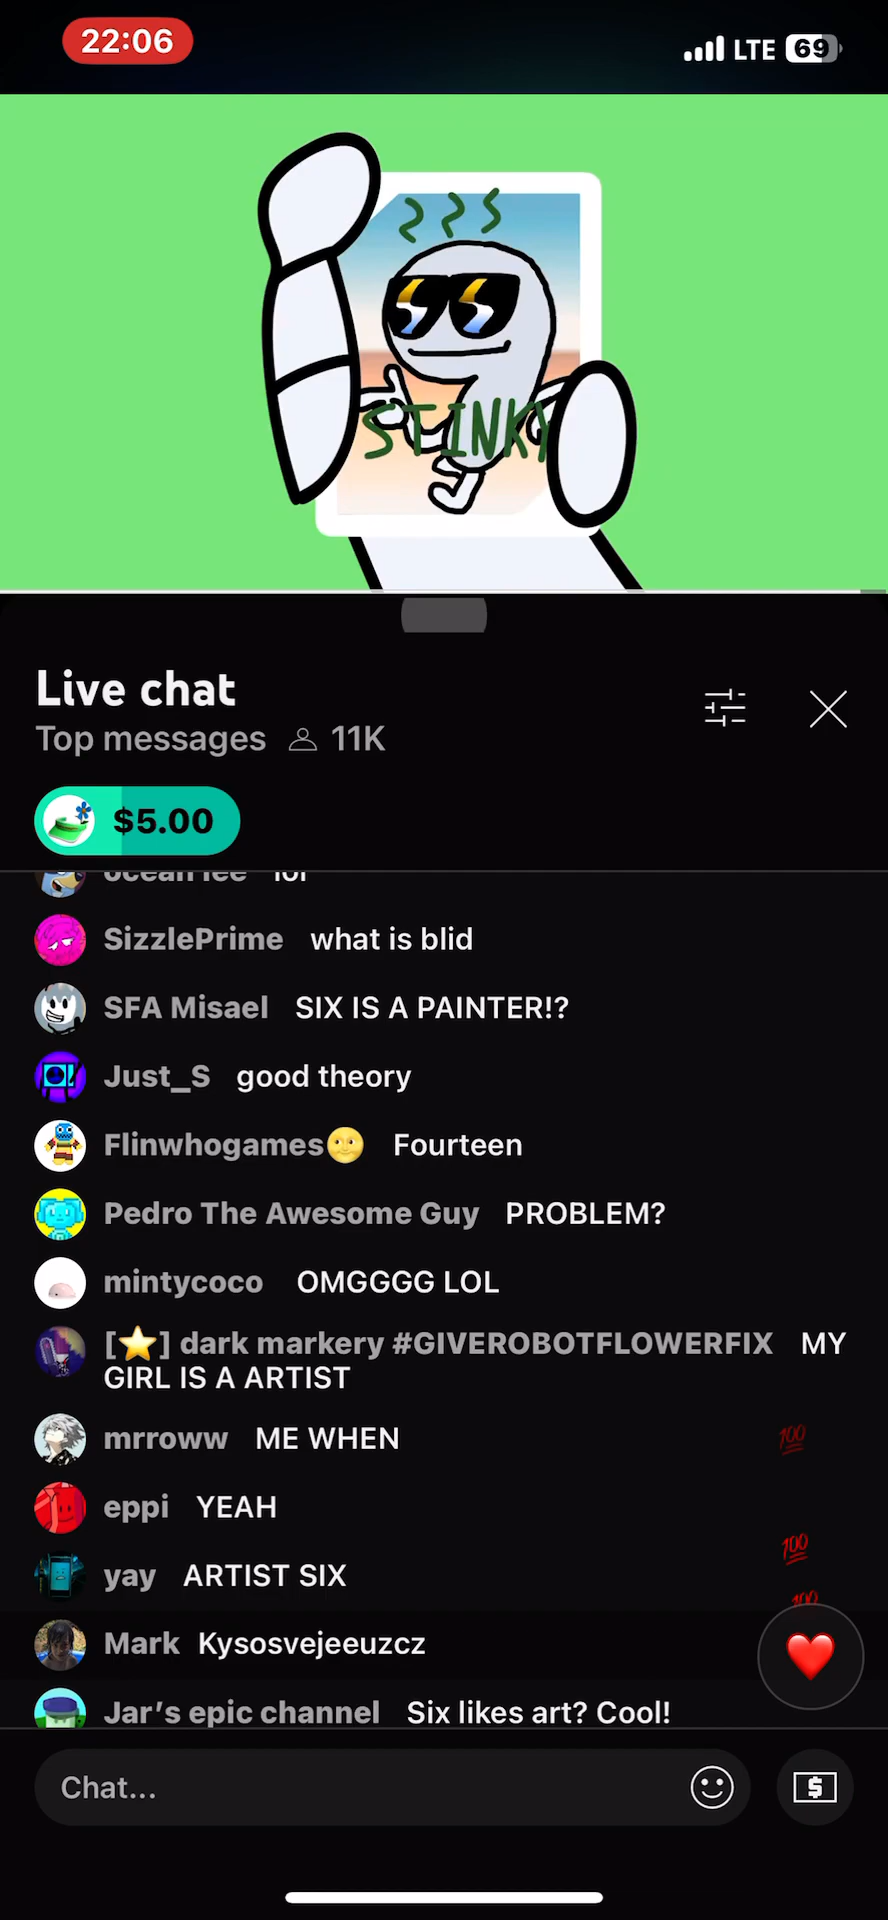 22:06
LTE 69
STINKY
Live chat
Top messages 11K
$5.00
ocean lee lol
SizzlePrime what is blid
SFA Misael SIX IS A PAINTER!?
Just_S good theory
Flinwhogames🌝 Fourteen
Pedro The Awesome Guy PROBLEM?
mintycoco OMGGGG LOL
[⭐] dark markery #GIVEROBOTFLOWERFIX MY
GIRL IS A ARTIST
mrroww ME WHEN
💯
eppi YEAH
💯
yay ARTIST SIX
💯
Mark Kysosvejeeuzcz
Jar’s epic channel Six likes art? Cool!
Chat...